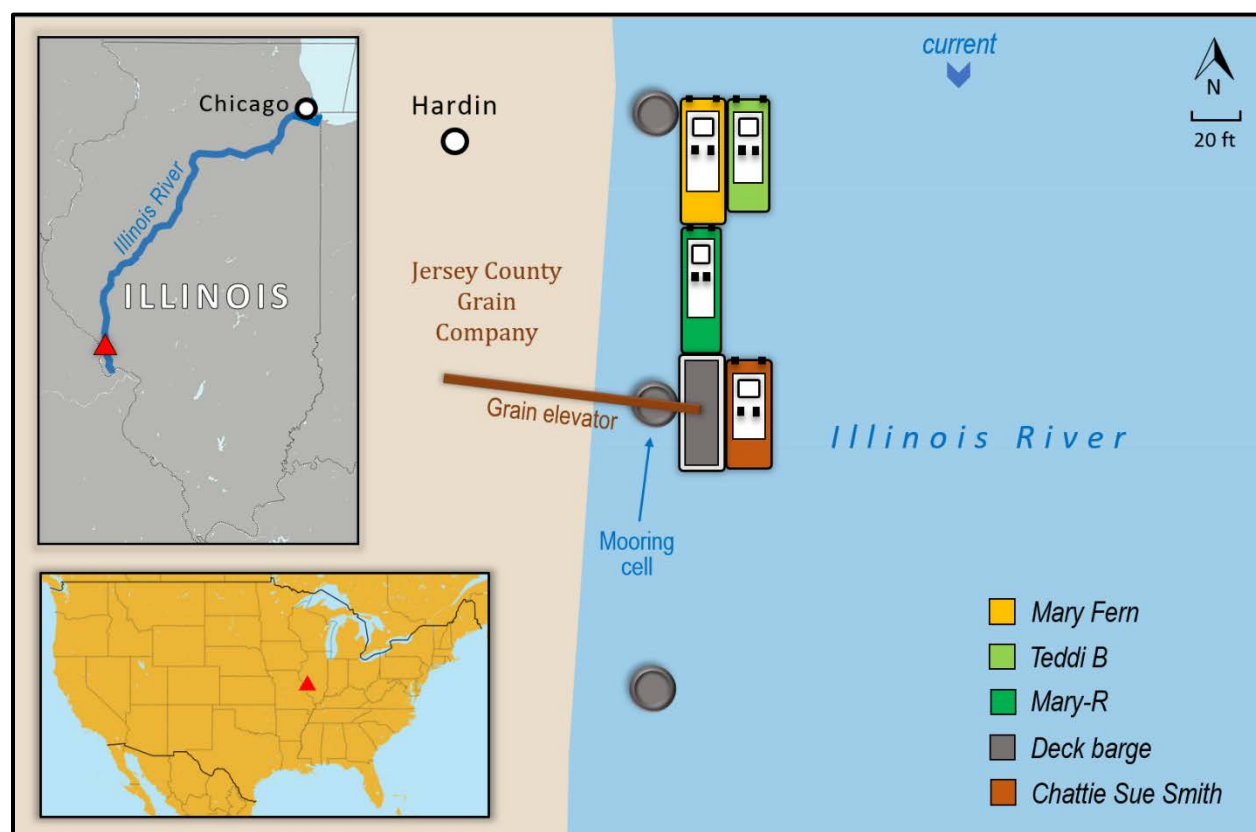 Chicago
Illinois River
ILLINOIS
Hardin
current
N
20 ft
Jersey County
Grain
Company
Grain elevator
Illinois River
Mooring
cell
Mary Fern
Teddi B
Mary-R
Deck barge
Chattie Sue Smith